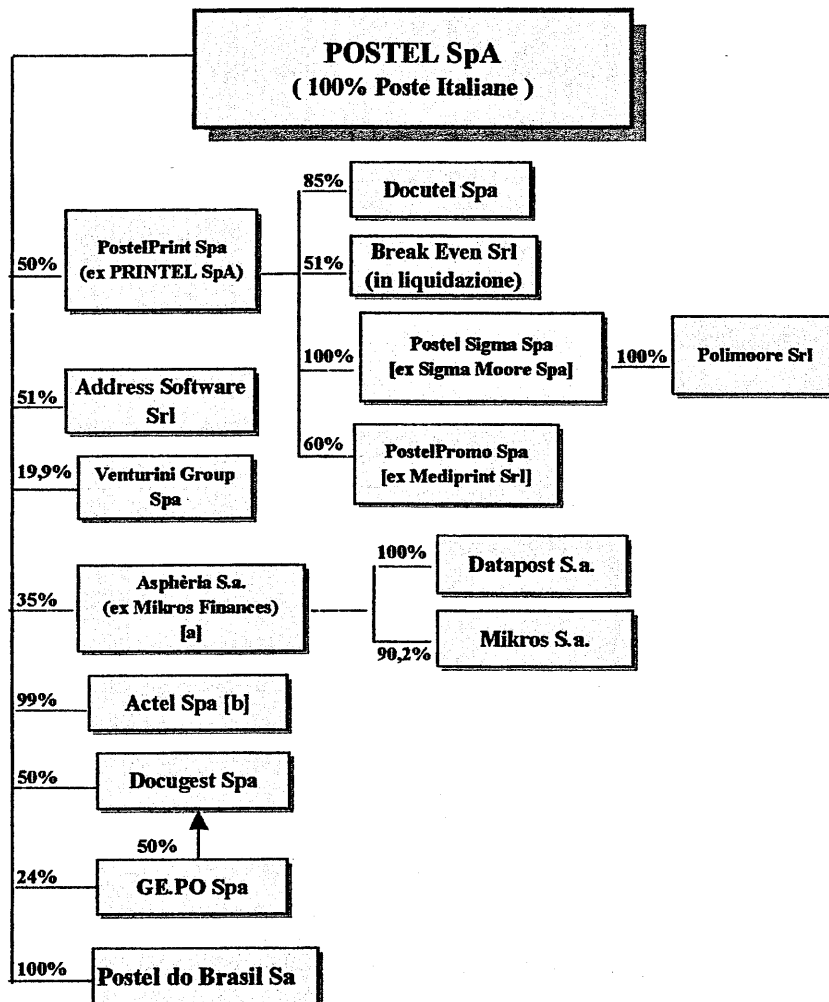 POSTEL SpA
( 100% Poste Italiane )
85%
Docutel Spa
50%
PostelPrint Spa
(ex PRINTEL SpA)
51%
Break Even Srl
(in liquidazione)
100%
Postel Sigma Spa
[ex Sigma Moore Spa]
100%
Polimoore Srl
51%
Address Software
Srl
60%
PostelPromo Spa
[ex Mediprint Srl]
19,9%
Venturini Group
Spa
35%
Asphèria S.a.
(ex Mikros Finances)
[a]
100%
Datapost S.a.
90,2%
Mikros S.a.
99%
Actel Spa [b]
50%
Docugest Spa
50%
24%
GE.PO Spa
100%
Postel do Brasil Sa